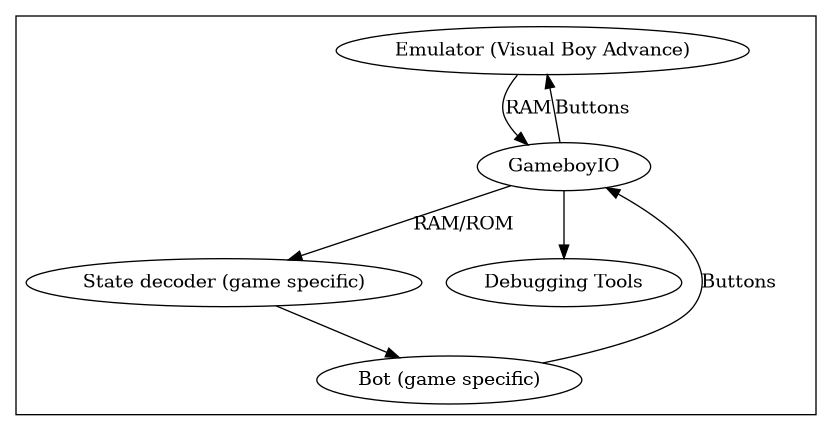 Emulator (Visual Boy Advance)
RAM
Buttons
GameboyIO
RAM/ROM
State decoder (game specific)
Debugging Tools
Buttons
Bot (game specific)